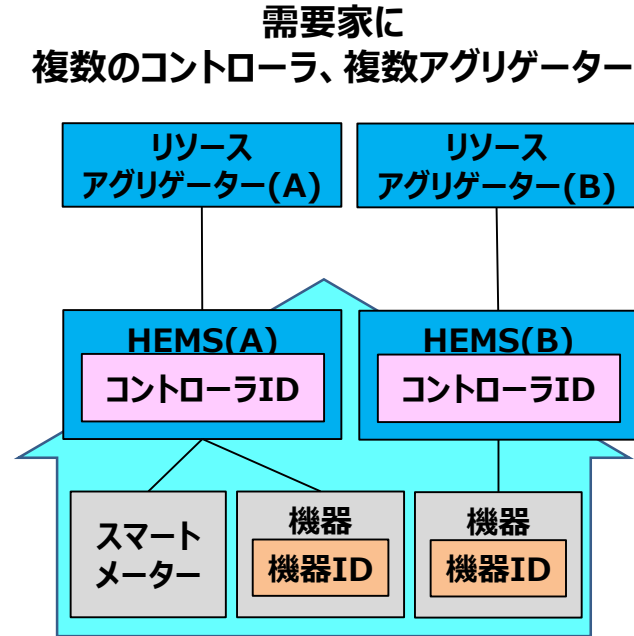 需要家に
複数のコントローラ、複数アグリゲーター
リソース
アグリゲーター(A)
リソース
アグリゲーター(B)
HEMS(A)
コントローラID
HEMS(B)
コントローラID
スマート
メーター
機器
機器ID
機器
機器ID